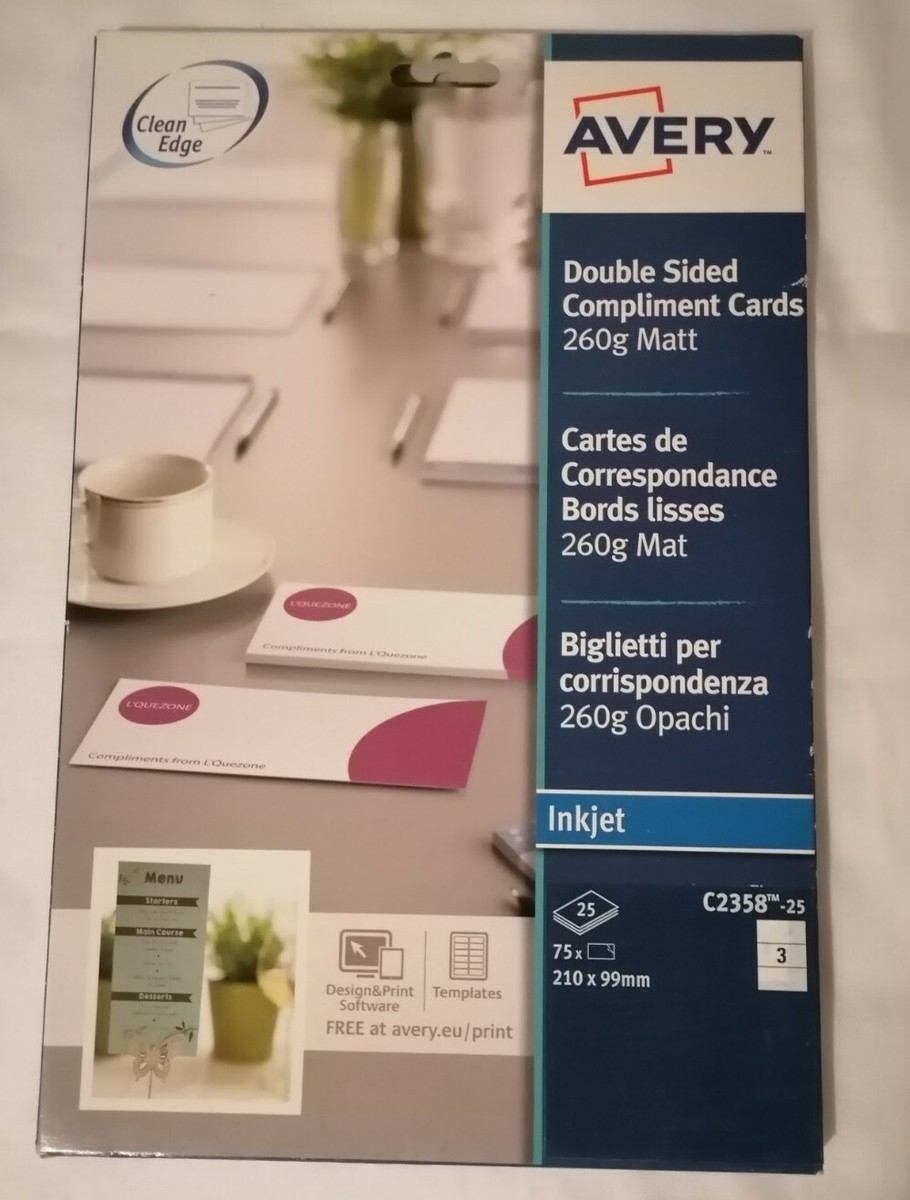 Clean
Edge
AVERY™
Double Sided
Compliment Cards
260g Matt
Cartes de
Correspondance
Bords lisses
260g Mat
Biglietti per
corrispondenza
260g Opachi
L'QUEZONE
Compliments from L'Quezone
L'QUEZONE
Compliments from L'Quezone
Inkjet
Menu
Starters
Main Course
Desserts
25
C2358™-25
75x
3
210 x 99mm
Design&Print
Software
Templates
FREE at avery.eu/print